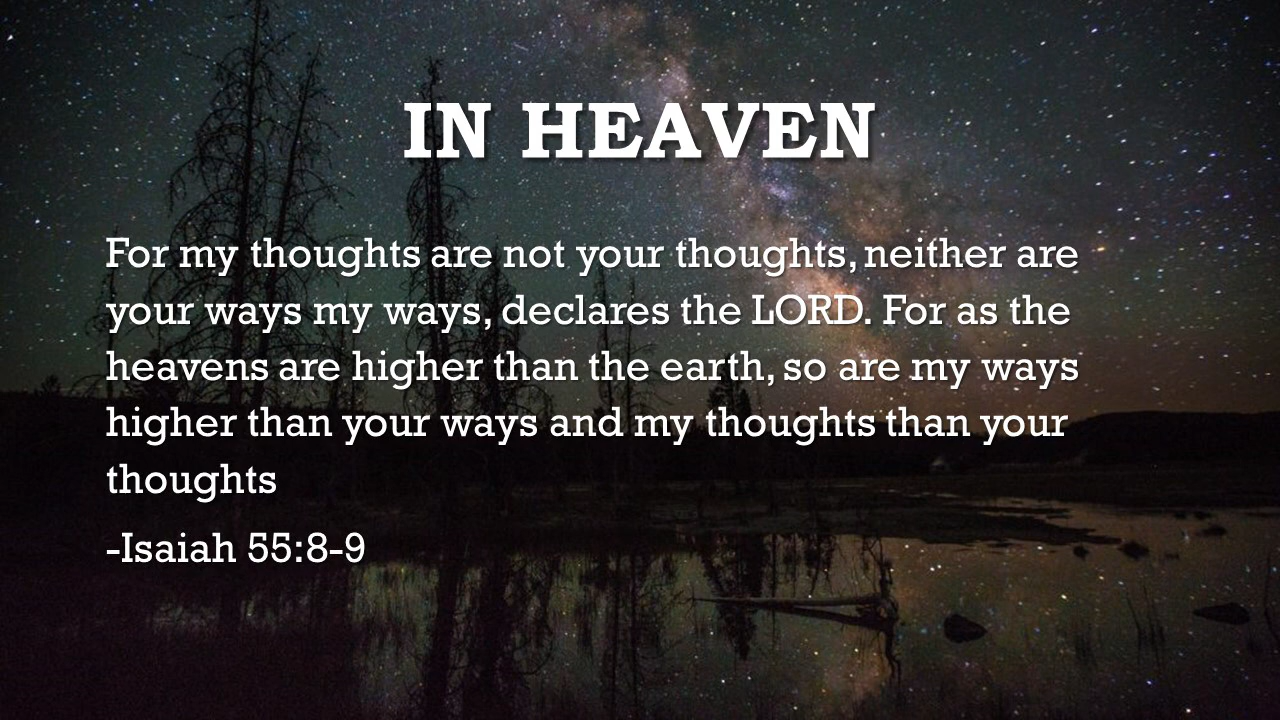 IN HEAVEN
For my thoughts are not your thoughts, neither are
your ways my ways, declares the LORD. For as the
heavens are higher than the earth, so are my ways
higher than your ways and my thoughts than your
thoughts
-Isaiah 55:8-9